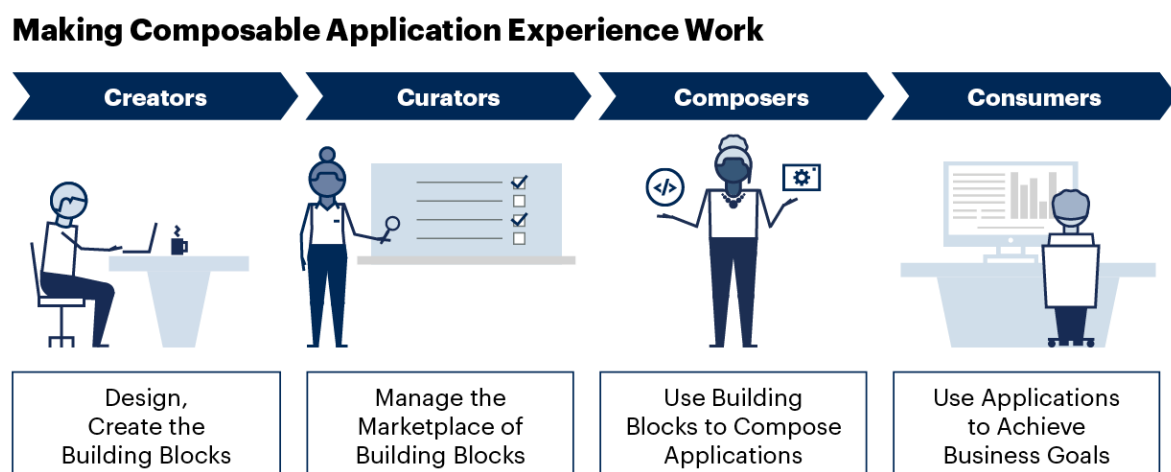 Making Composable Application Experience Work
Creators
Curators
Composers
Consumers
</>
Design,
Create the
Building Blocks
Manage the
Marketplace of
Building Blocks
Use Building
Blocks to Compose
Applications
Use Applications
to Achieve
Business Goals